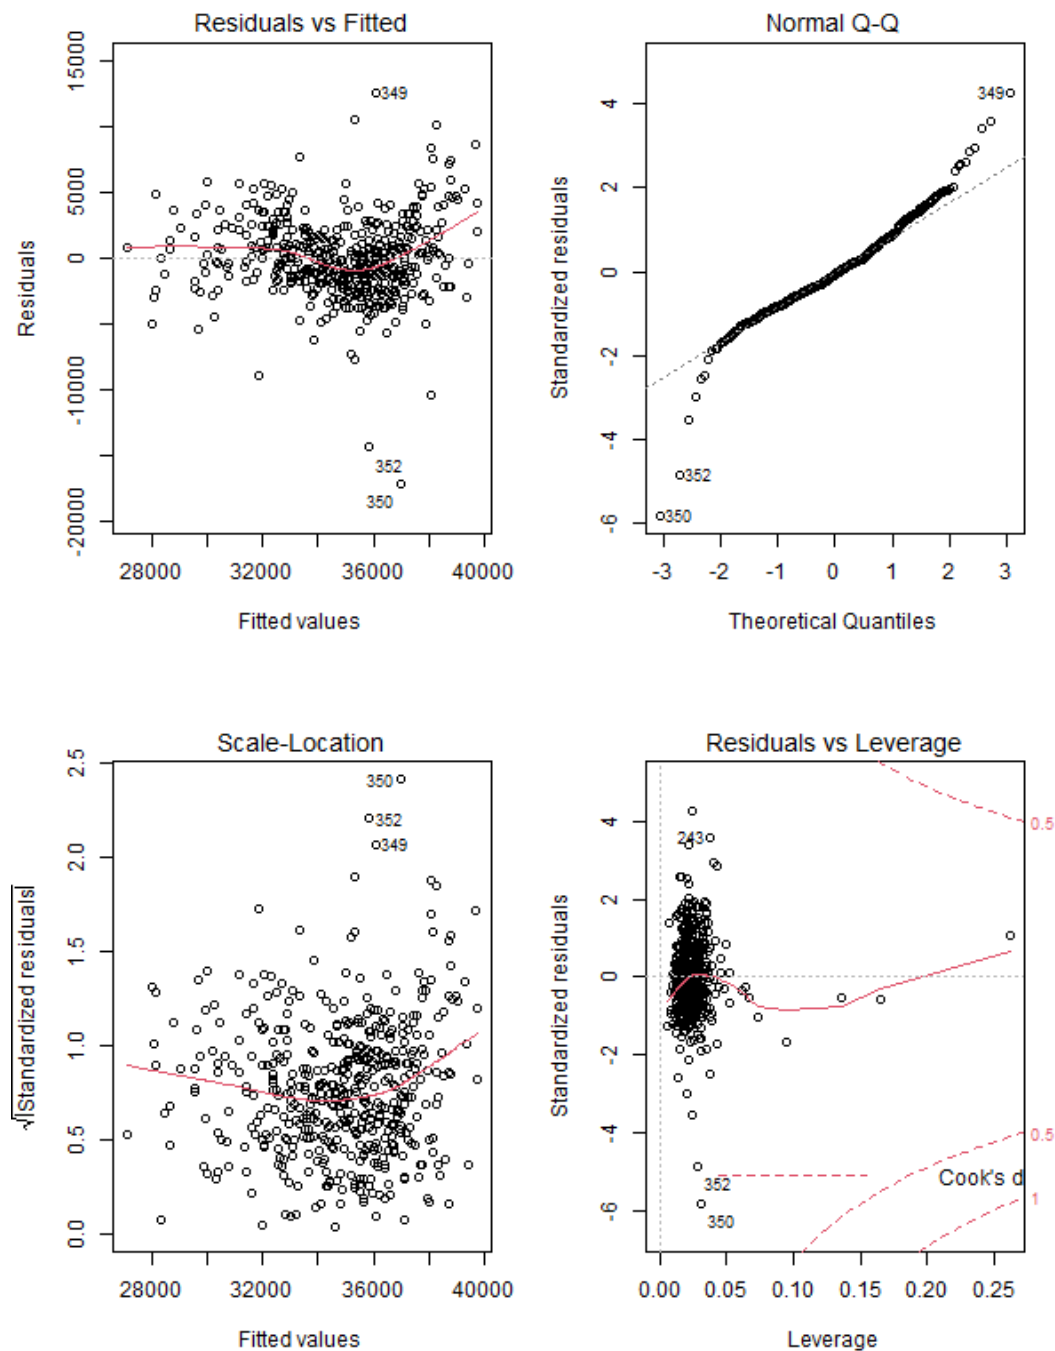 Residuals vs Fitted
Residuals
15000
5000
0
-10000
-20000
349
352
350
28000 32000 36000 40000
Fitted values
Normal Q-Q
Standardized residuals
4
2
0
-2
-4
-6
349
352
350
-3 -2 -1 0 1 2 3
Theoretical Quantiles
Scale-Location
√|Standardized residuals|
2.5
2.0
1.5
1.0
0.5
0.0
350
352
349
28000 32000 36000 40000
Fitted values
Residuals vs Leverage
Standardized residuals
4
2
0
-2
-4
-6
243
352
350
0.5
0.5
1
Cook's d
0.00 0.05 0.10 0.15 0.20 0.25
Leverage